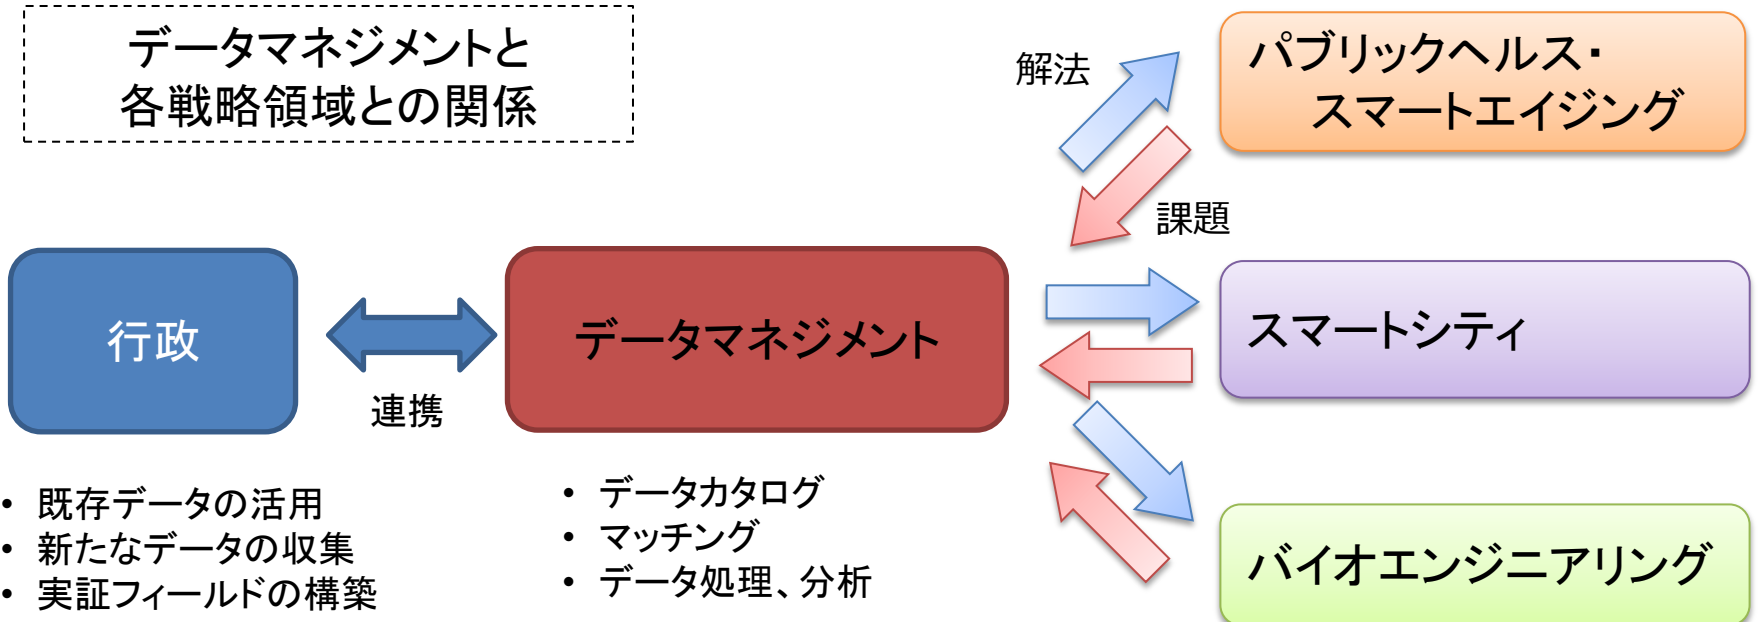 データマネジメントと
各戦略領域との関係
解法
パブリックヘルス・
スマートエイジング
課題
行政
連携
データマネジメント
スマートシティ
• 既存データの活用
• 新たなデータの収集
• 実証フィールドの構築
• データカタログ
• マッチング
• データ処理、分析
バイオエンジニアリング